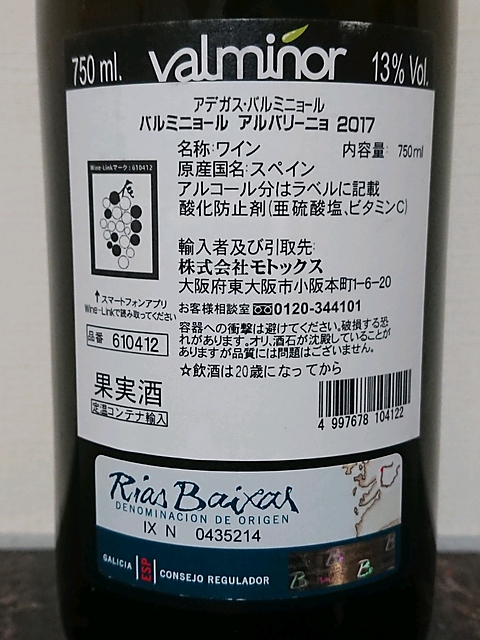 750 ml. valmiñor 13% Vol.
アデガス・バルミニョール
バルミニョール アルバリーニョ 2017
名称:ワイン 内容量: 750ml
原産国名:スペイン
アルコール分はラベルに記載
酸化防止剤(亜硫酸塩、ビタミンC)
Wine-Linkマーク:610412
輸入者及び引取先:
株式会社モトックス
大阪府東大阪市小阪本町1-6-20
↑スマートフォンアプリ
Wine-Linkで読み取ってください
お客様相談室 0120-344101
品番 610412
容器への衝撃は避けてください。破損する恐
れがあります。オリ、酒石が沈殿していることが
ありますが品質には問題はございません。
☆飲酒は20歳になってから
果実酒
定温コンテナ輸入
4 997678 104122
Rías Baixas
DENOMINACION DE ORIGEN
IX N 0435214
GALICIA ESP CONSEJO REGULADOR